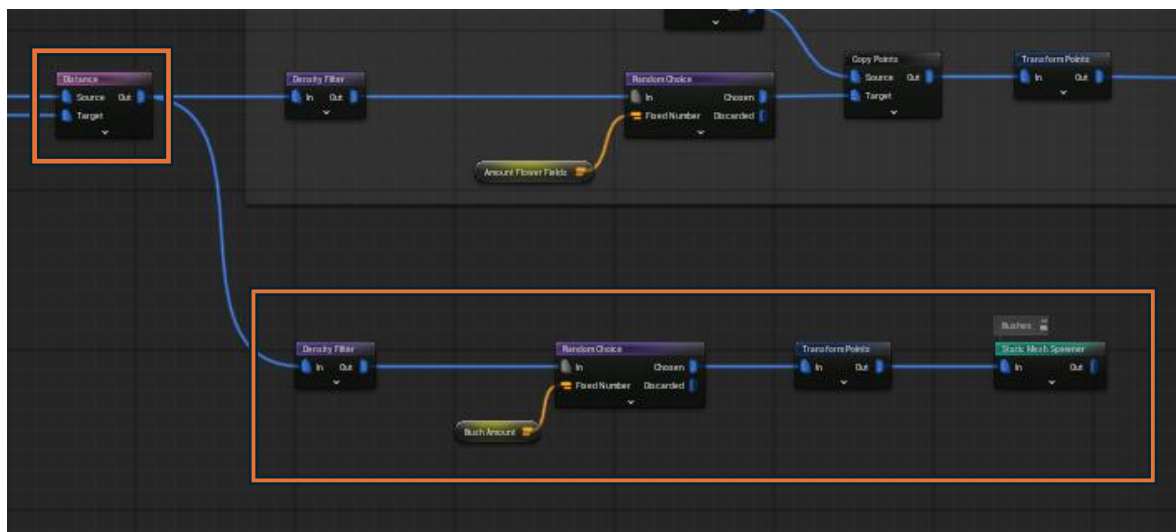 Distance
Source Out
Target
Density Filter
In Out
Random Choice
In Chosen
Fixed Number Discarded
Amount Flower Fields
Copy Points
Source Out
Target
Transform Points
In Out
Density Filter
In Out
Random Choice
In Chosen
Fixed Number Discarded
Bush Amount
Transform Points
In Out
Bushes
Static Mesh Spawner
In Out